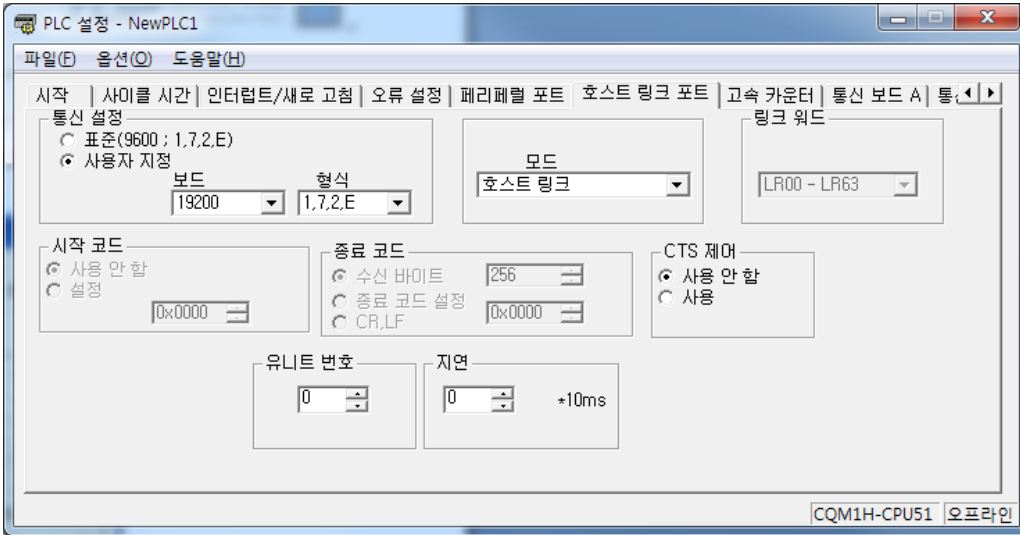 PLC 설정 - NewPLC1
파일(F) 옵션(O) 도움말(H)
시작 사이클 시간 인터럽트/새로 고침 오류 설정 페리페럴 포트 호스트 링크 포트 고속 카운터 통신 보드 A 통신
통신 설정
표준(9600 ; 1,7,2,E)
사용자 지정
보드 형식
19200 1,7,2,E
모드
호스트 링크
링크 워드
LR00 - LR63
시작 코드
사용 안 함
설정
0x0000
종료 코드
수신 바이트 256
종료 코드 설정 0x0000
CR,LF
CTS 제어
사용 안 함
사용
유니트 번호
0
지연
0 *10ms
CQM1H-CPU51 오프라인